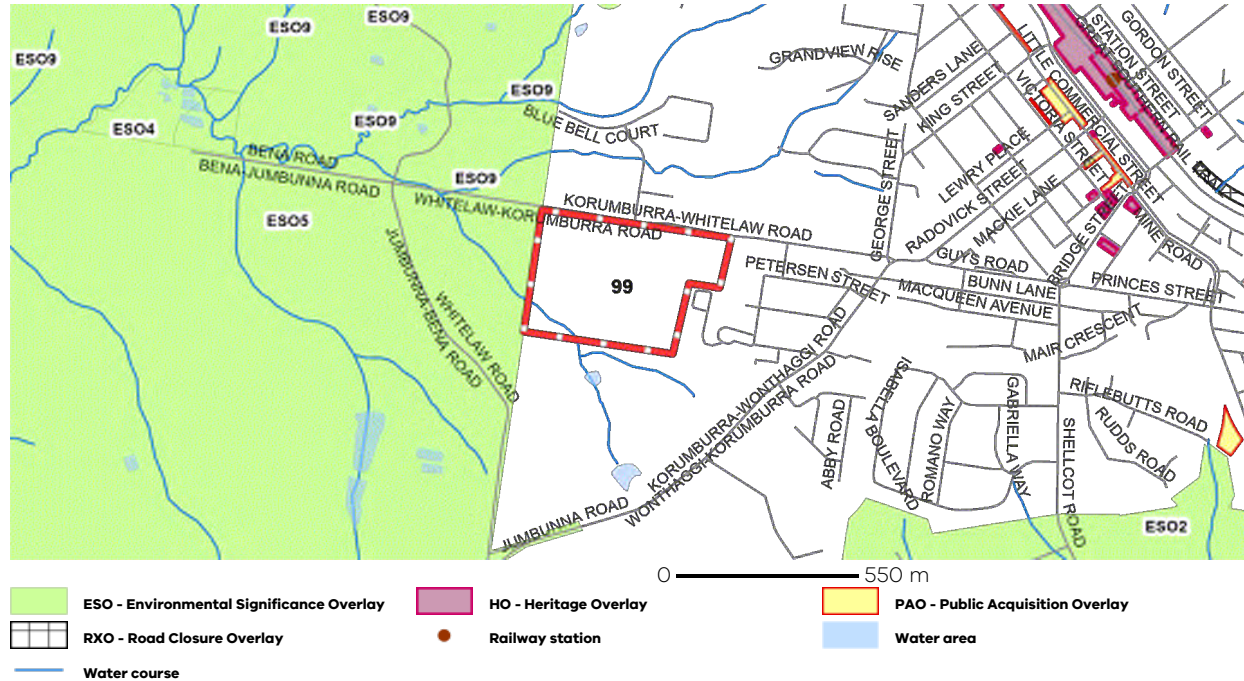 ESO9
ESO9
ESO9
GORDON STREET
STATION STREET
GREAT SOUTHERN RAIL
LITTLE COMMERCIAL STREET
GRANDVIEW RISE
SANDERS LANE
KING STREET
VICTORIA STREET
ESO9
BLUE BELL COURT
ESO9
ESO4
BENA ROAD
BENA-JUMBUNNA ROAD
ESO9
LEWRY PLACE
RADOVICK STREET
MACKIE LANE
GEORGE STREET
WHITELAW-KORUMBURRA ROAD
KORUMBURRA-WHITELAW ROAD
ESO5
MINE ROAD
BRIDGE STREET
GUYS ROAD
PETERSEN STREET
BUNN LANE
PRINCES STREET
MACQUEEN AVENUE
99
JUMBUNNA-BENA ROAD
WHITELAW ROAD
MAIR CRESCENT
KORUMBURRA-WONTHAGGI ROAD
WONTHAGGI-KORUMBURRA ROAD
ISABELLA BOULEVARD
ROMANO WAY
GABRIELLA WAY
ABBY ROAD
RIFLEBUTTS ROAD
RUDDS ROAD
SHELLCOT ROAD
JUMBUNNA ROAD
ESO2
0 550 m
ESO - Environmental Significance Overlay
HO - Heritage Overlay
PAO - Public Acquisition Overlay
RXO - Road Closure Overlay
Railway station
Water area
Water course